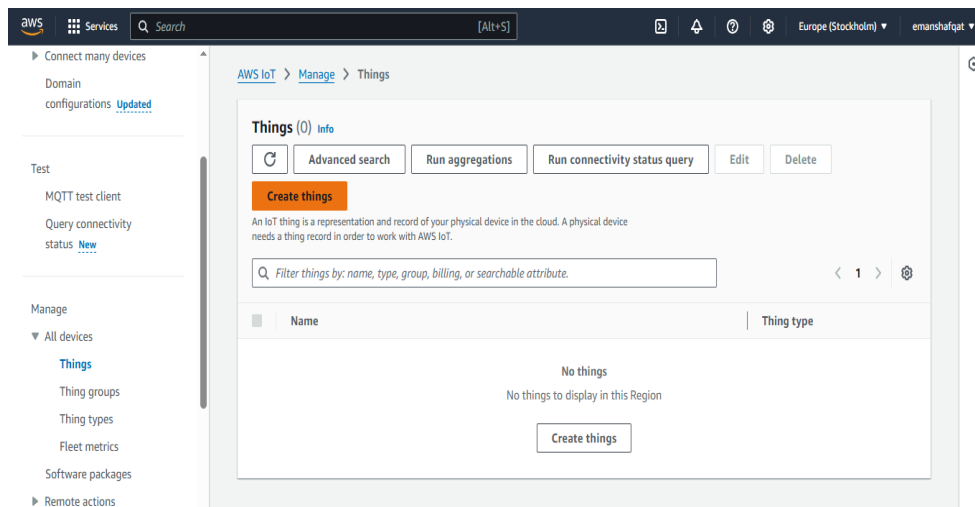 aws Services Search [Alt+S] Europe (Stockholm) emanshafqat
Connect many devices
Domain
configurations Updated
Test
MQTT test client
Query connectivity
status New
Manage
All devices
Things
Thing groups
Thing types
Fleet metrics
Software packages
Remote actions
AWS IoT > Manage > Things
Things (0) Info
Advanced search Run aggregations Run connectivity status query Edit Delete
Create things
An IoT thing is a representation and record of your physical device in the cloud. A physical device
needs a thing record in order to work with AWS IoT.
Filter things by: name, type, group, billing, or searchable attribute.
1
Name Thing type
No things
No things to display in this Region
Create things